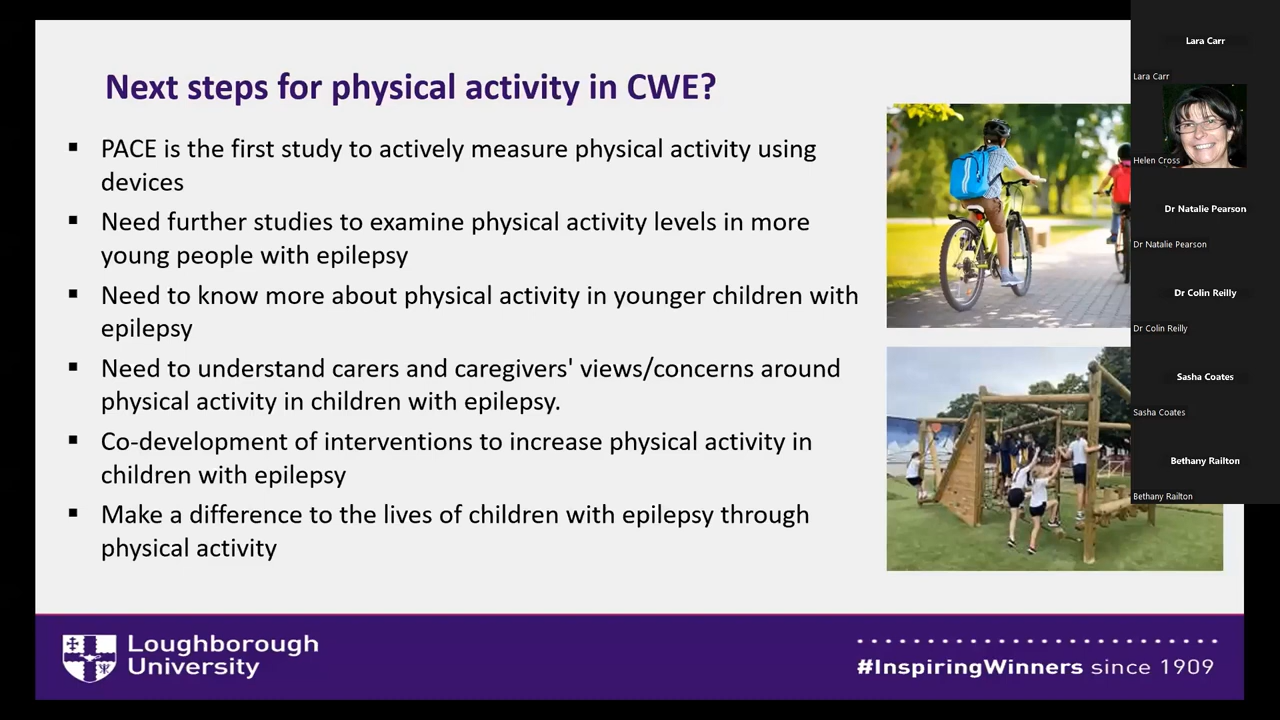 Next steps for physical activity in CWE?
▪ PACE is the first study to actively measure physical activity using
devices
▪ Need further studies to examine physical activity levels in more
young people with epilepsy
▪ Need to know more about physical activity in younger children with
epilepsy
▪ Need to understand carers and caregivers' views/concerns around
physical activity in children with epilepsy.
▪ Co-development of interventions to increase physical activity in
children with epilepsy
▪ Make a difference to the lives of children with epilepsy through
physical activity
Lara Carr
Lara Carr
Helen Cross
Dr Natalie Pearson
Dr Natalie Pearson
Dr Colin Reilly
Dr Colin Reilly
Sasha Coates
Sasha Coates
Bethany Railton
Bethany Railton
Loughborough
University
#InspiringWinners since 1909